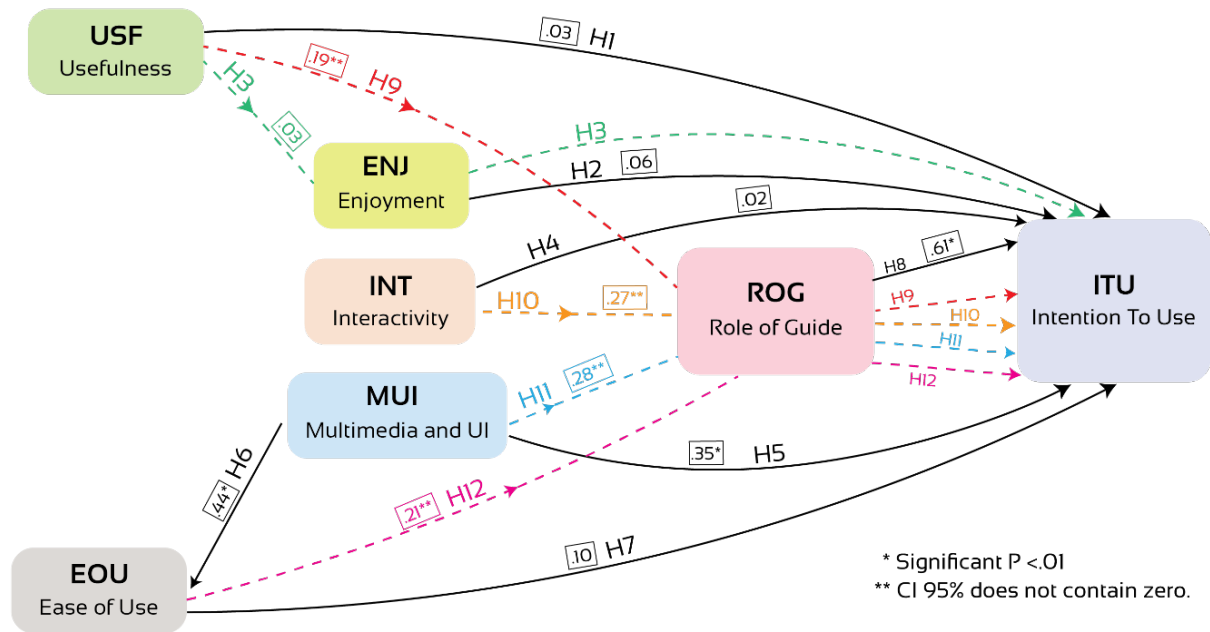 USF
Usefulness
.03 H1
H3
.03
.19** H9
ENJ
Enjoyment
H3
H2 .06
INT
Interactivity
H4
.02
H10 .27**
ROG
Role of Guide
H8 .61*
H9
H10
H11
H12
ITU
Intention To Use
MUI
Multimedia and UI
H11 .28**
.35* H5
.44* H6
.21** H12
EOU
Ease of Use
.10 H7
* Significant P <.01
** CI 95% does not contain zero.